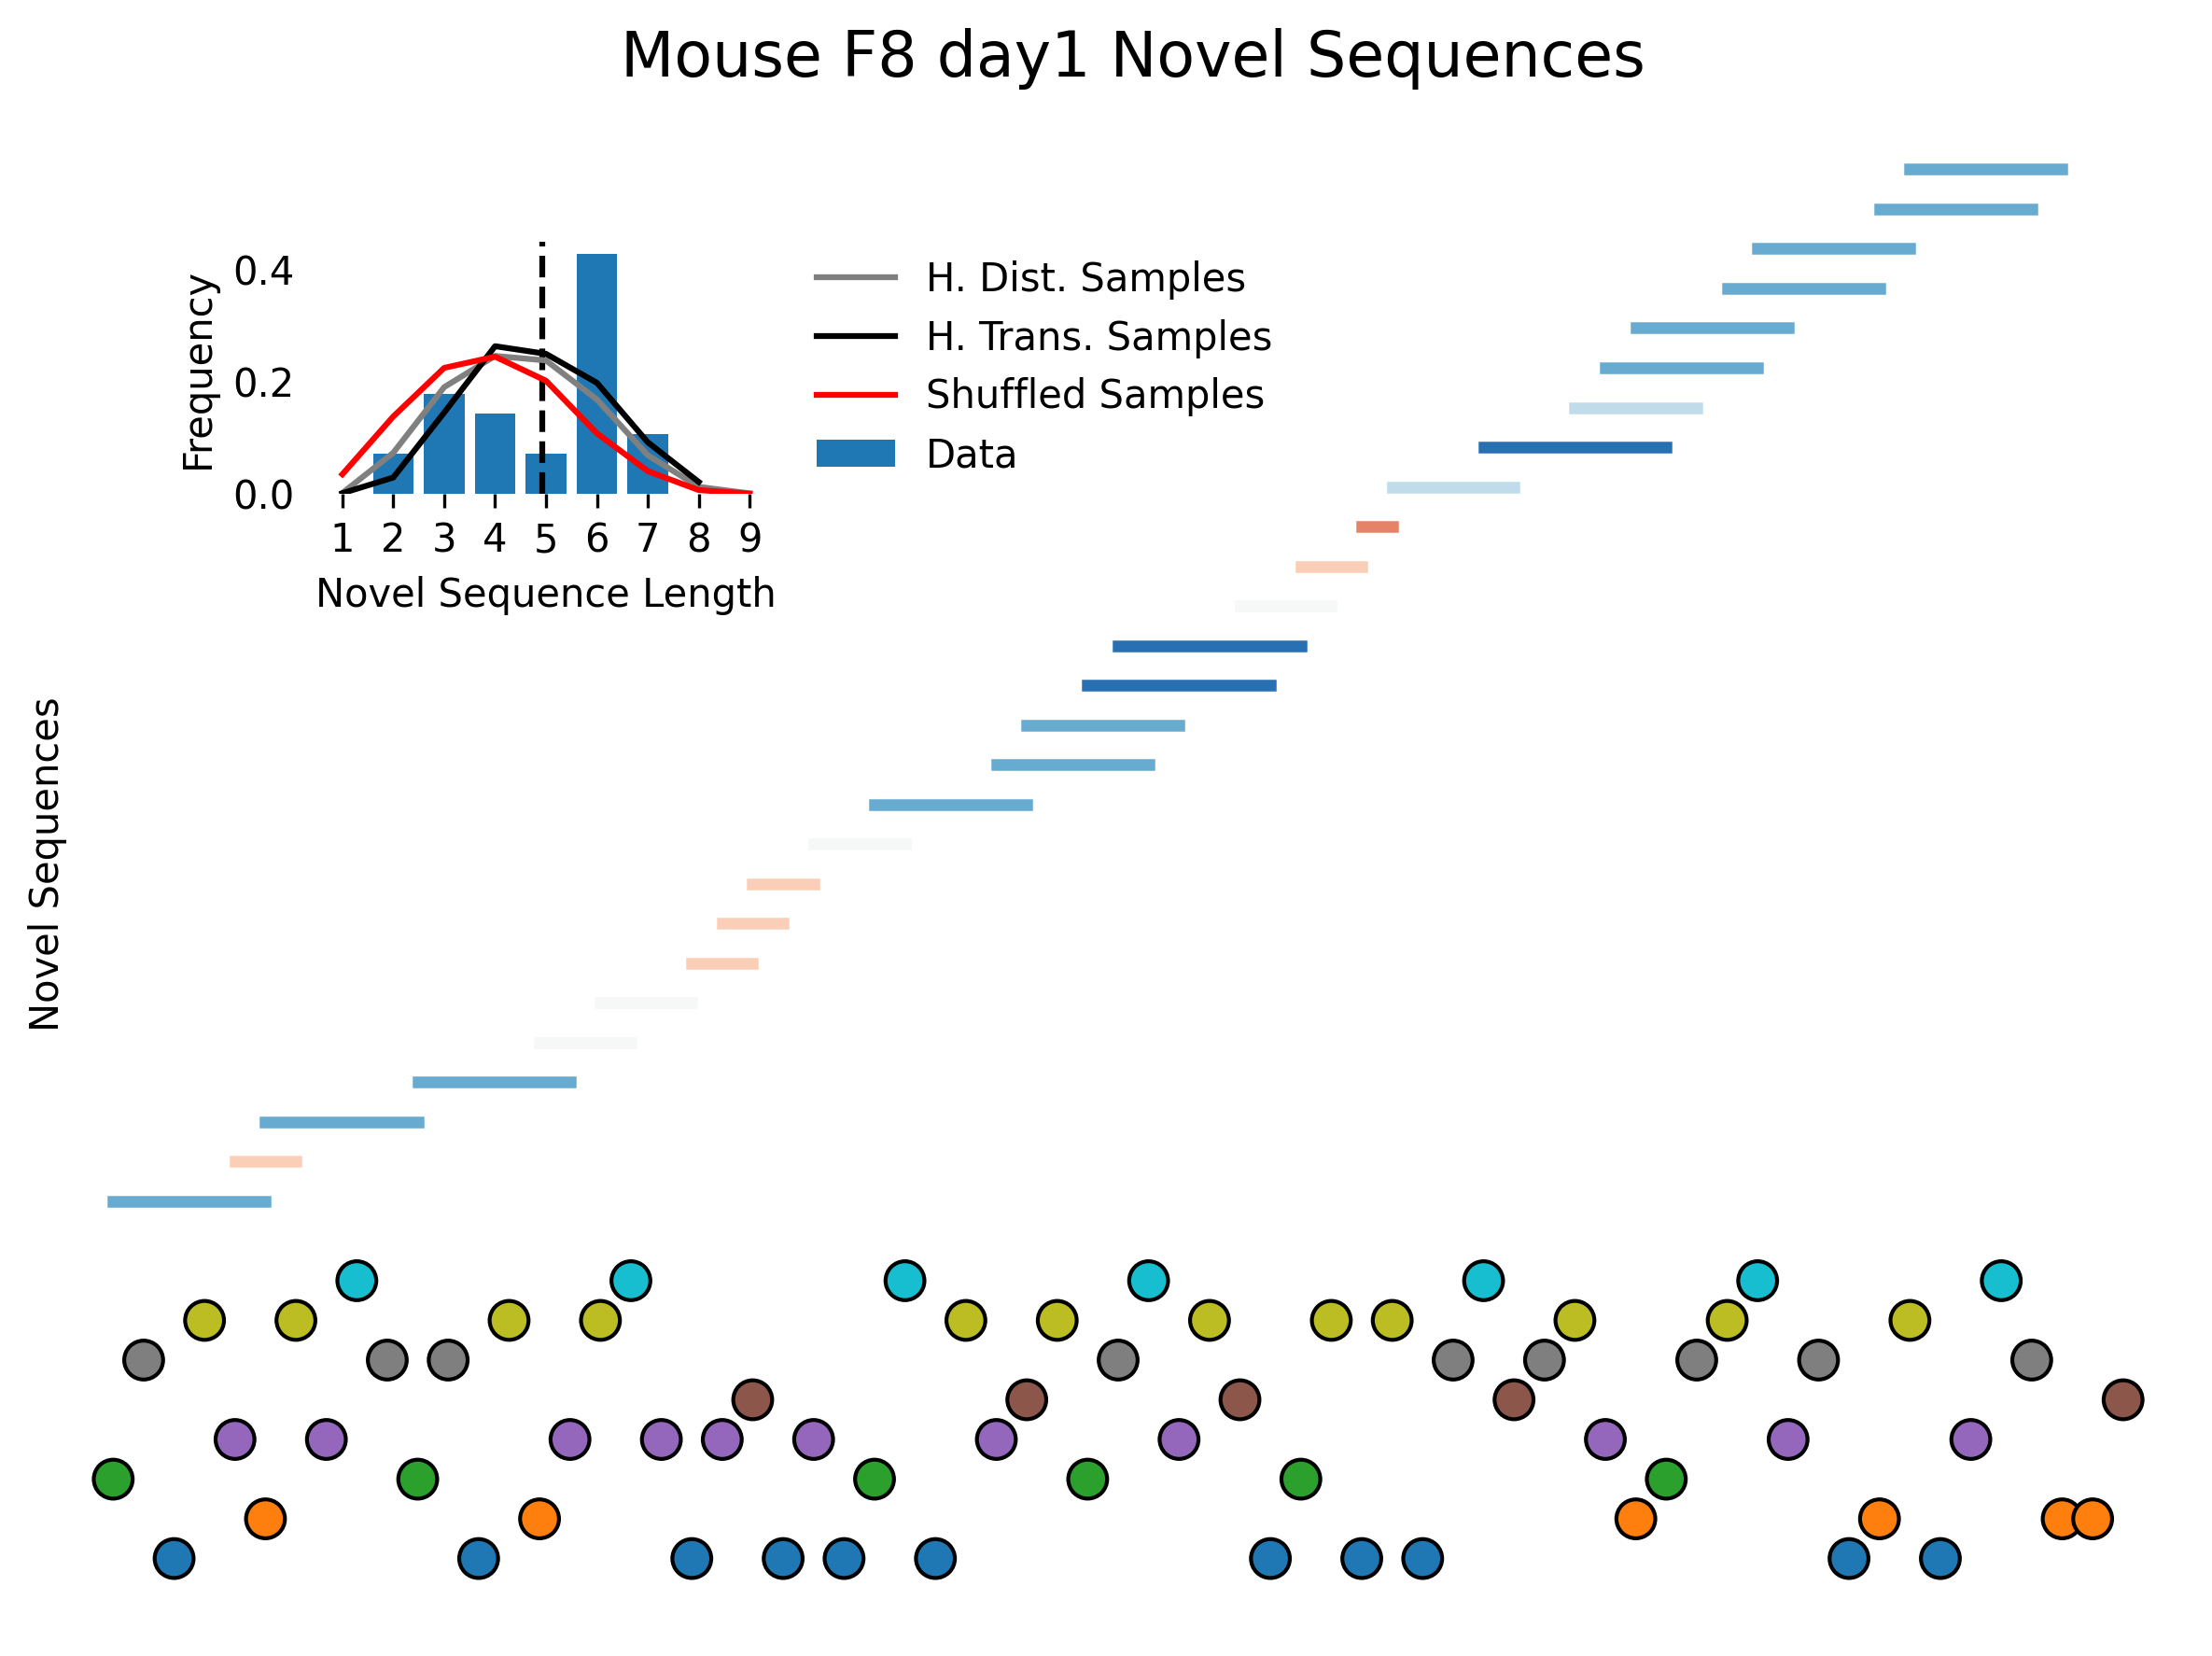 Mouse F8 day1 Novel Sequences
Frequency
0.4
0.2
0.0
1 2 3 4 5 6 7 8 9
Novel Sequence Length
H. Dist. Samples
H. Trans. Samples
Shuffled Samples
Data
Novel Sequences